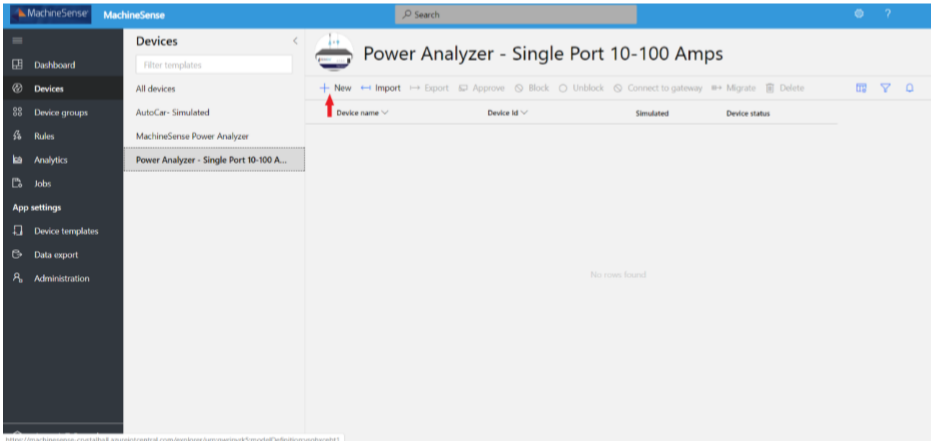 MachineSense MachineSense
Search
?
Dashboard
Devices
Device groups
Rules
Analytics
Jobs
App settings
Device templates
Data export
Administration
Devices
Filter templates
All devices
AutoCar- Simulated
MachineSense Power Analyzer
Power Analyzer - Single Port 10-100 A...
Power Analyzer - Single Port 10-100 Amps
New Import Export Approve Block Unblock Connect to gateway Migrate Delete
Device name Device Id Simulated Device status
No rows found